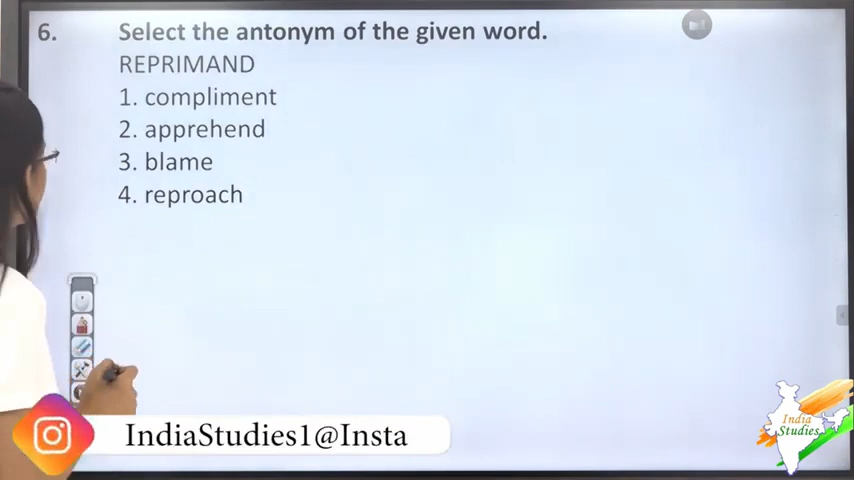 6. Select the antonym of the given word.
REPRIMAND
1. compliment
2. apprehend
3. blame
4. reproach
IndiaStudies1@Insta
India
Studies